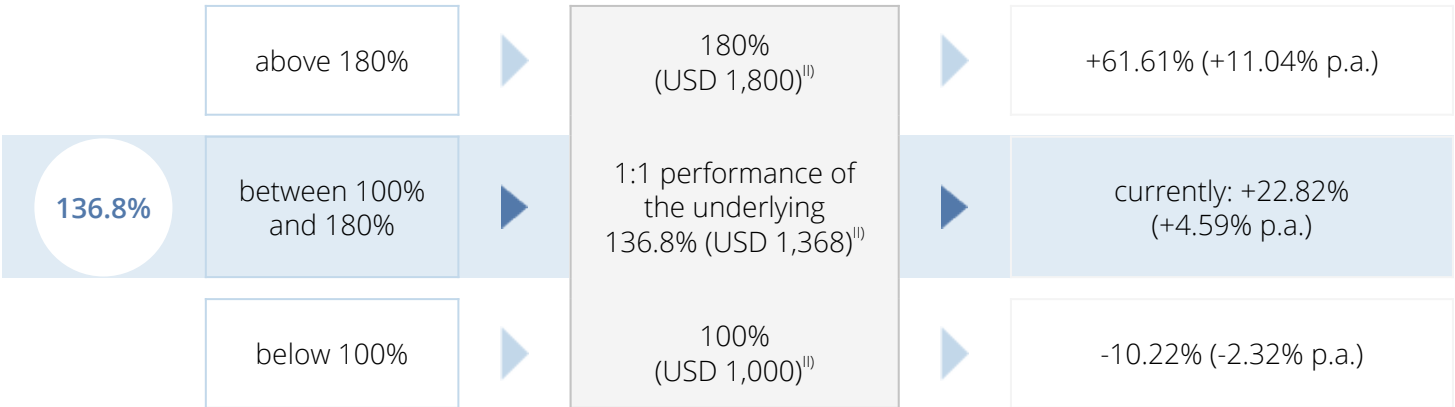 above 180%
180%
(USD 1,800)II)
+61.61% (+11.04% p.a.)
136.8%
between 100%
and 180%
1:1 performance of
the underlying
136.8% (USD 1,368)II)
currently: +22.82%
(+4.59% p.a.)
below 100%
100%
(USD 1,000)II)
-10.22% (-2.32% p.a.)